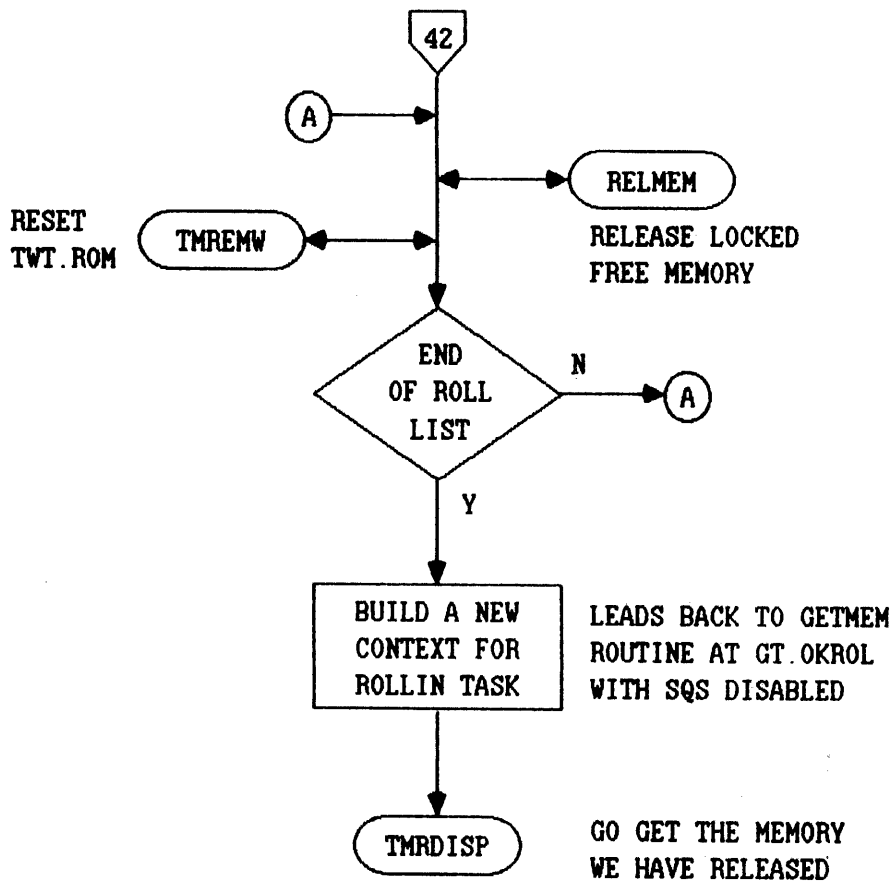 42
A
RELMEM
RELEASE LOCKED
FREE MEMORY
RESET
TWT.ROM
TMREMW
END
OF ROLL
LIST
N
A
Y
BUILD A NEW
CONTEXT FOR
ROLLIN TASK
LEADS BACK TO GETMEM
ROUTINE AT GT.OKROL
WITH SQS DISABLED
TMRDISP
GO GET THE MEMORY
WE HAVE RELEASED